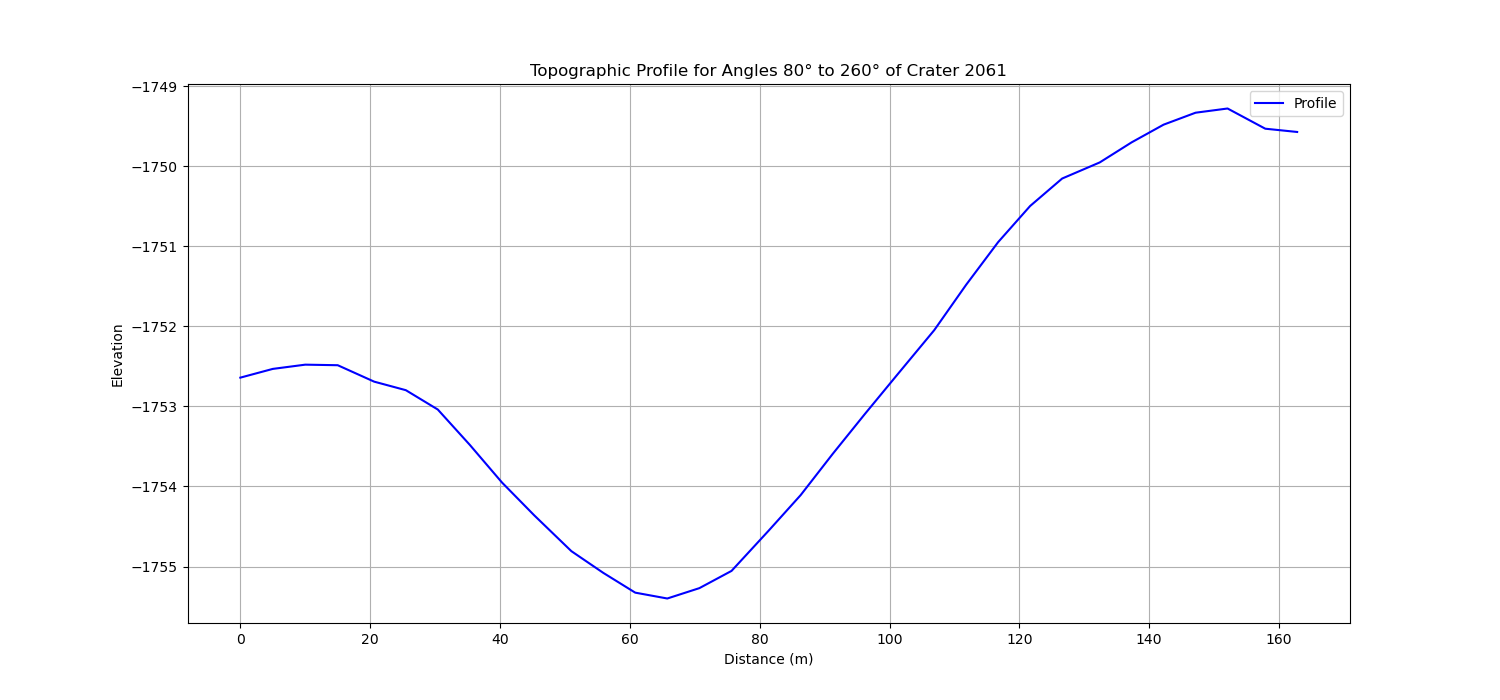 Topographic Profile for Angles 80° to 260° of Crater 2061
Profile
−1749
−1750
−1751
−1752
−1753
−1754
−1755
Elevation
0 20 40 60 80 100 120 140 160
Distance (m)